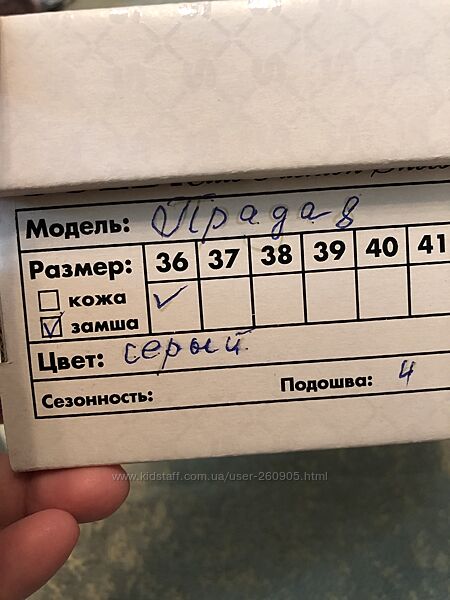 Модель: Прада 8
Размер: 36 37 38 39 40 41
кожа
замша
Цвет: серый
Сезонность: Подошва: 4
www.kidstaff.com.ua/user-260905.html